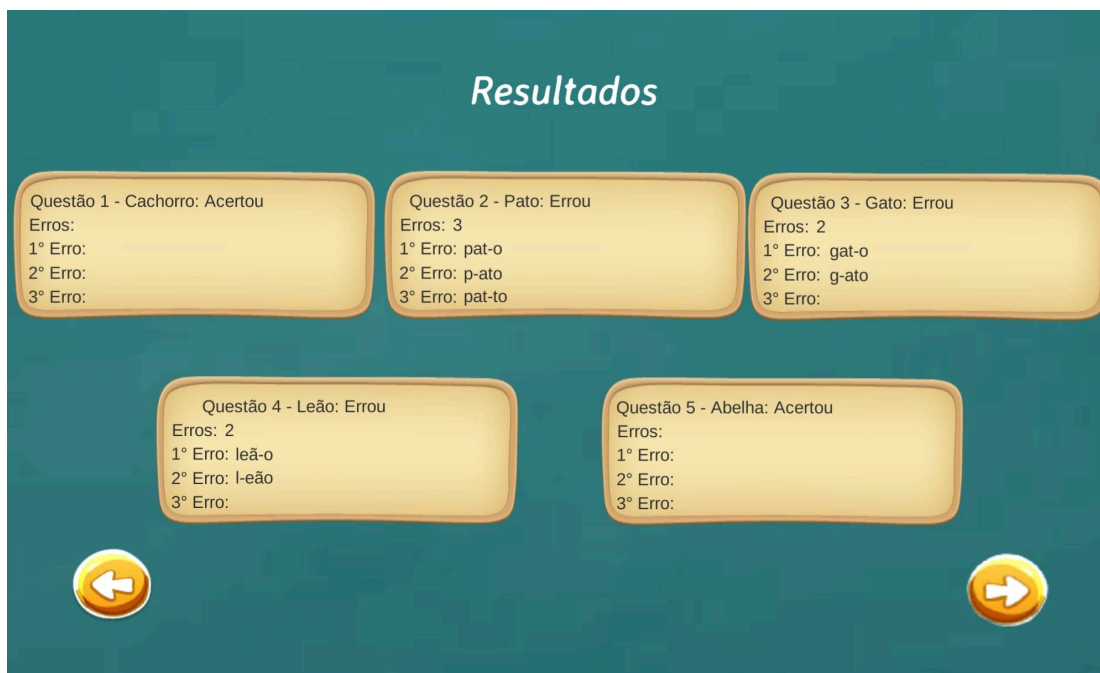 Resultados
Questão 1 - Cachorro: Acertou
Erros:
1° Erro:
2° Erro:
3° Erro:
Questão 2 - Pato: Errou
Erros: 3
1° Erro: pat-o
2° Erro: p-ato
3° Erro: pat-to
Questão 3 - Gato: Errou
Erros: 2
1° Erro: gat-o
2° Erro: g-ato
3° Erro:
Questão 4 - Leão: Errou
Erros: 2
1° Erro: leã-o
2° Erro: l-eão
3° Erro:
Questão 5 - Abelha: Acertou
Erros:
1° Erro:
2° Erro:
3° Erro: